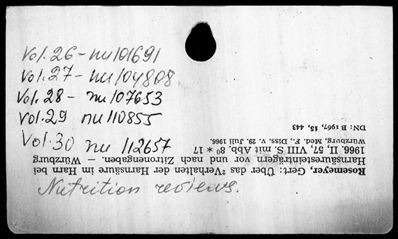 Vol. 26 - nu 101691
Vol. 27 - nu 104808
Vol. 28 - nu 107653
Vol. 29 nu 110855
Vol. 30 nu 112657
Nutrition reviews.
Rosemeyer, Gert: Über das Verhalten der Harnsäure im Harn bei
Harnsäuresteinträgern vor und nach Zitronengaben. – Würzburg
1966. II, 57, VIII S. mit Abb. 8° * 17
Würzburg, Med. F., Diss. v. 29. Juli 1966.
DN: B 1967, 15, 443